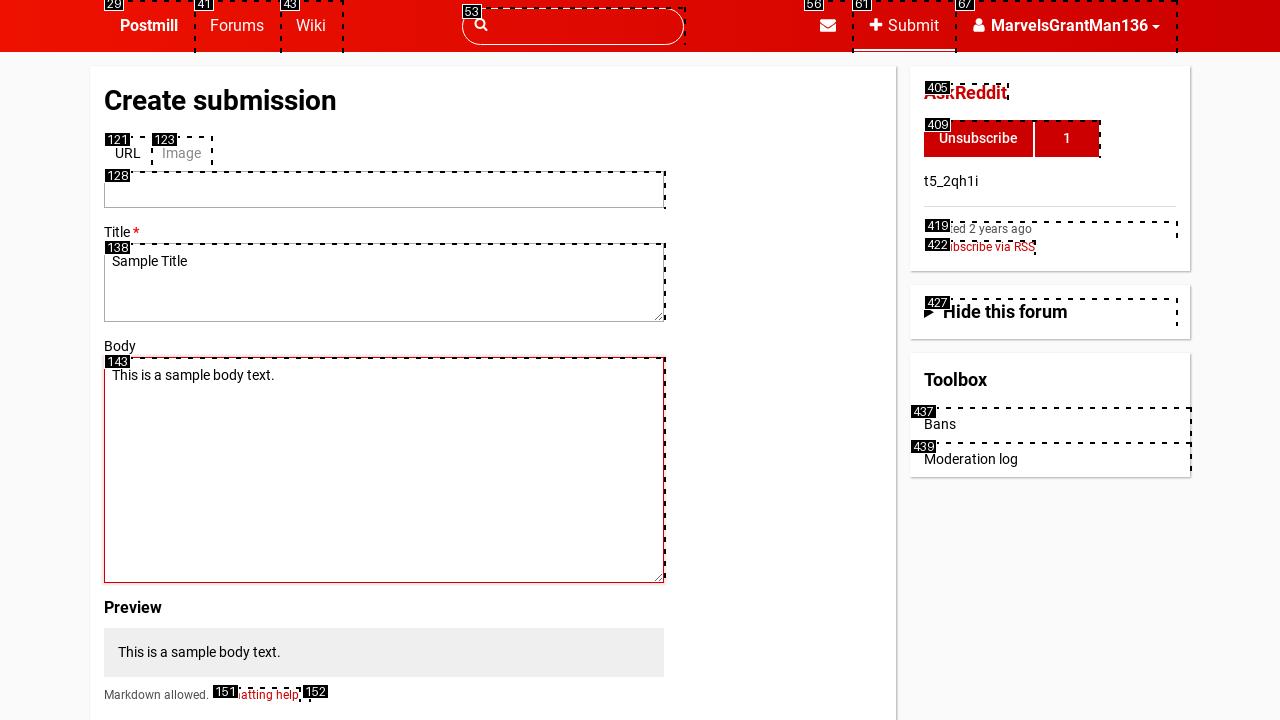 29
41
43
53
56
61
67
Postmill
Forums
Wiki
Submit
MarvelsGrantMan136
Create submission
121
123
URL
Image
128
Title *
138
Sample Title
Body
143
This is a sample body text.
Preview
This is a sample body text.
Markdown allowed.
151
atting help
152
405
AskReddit
409
Unsubscribe
1
t5_2qh1i
419
ted 2 years ago
422
bscribe via RSS
427
Hide this forum
Toolbox
437
Bans
439
Moderation log